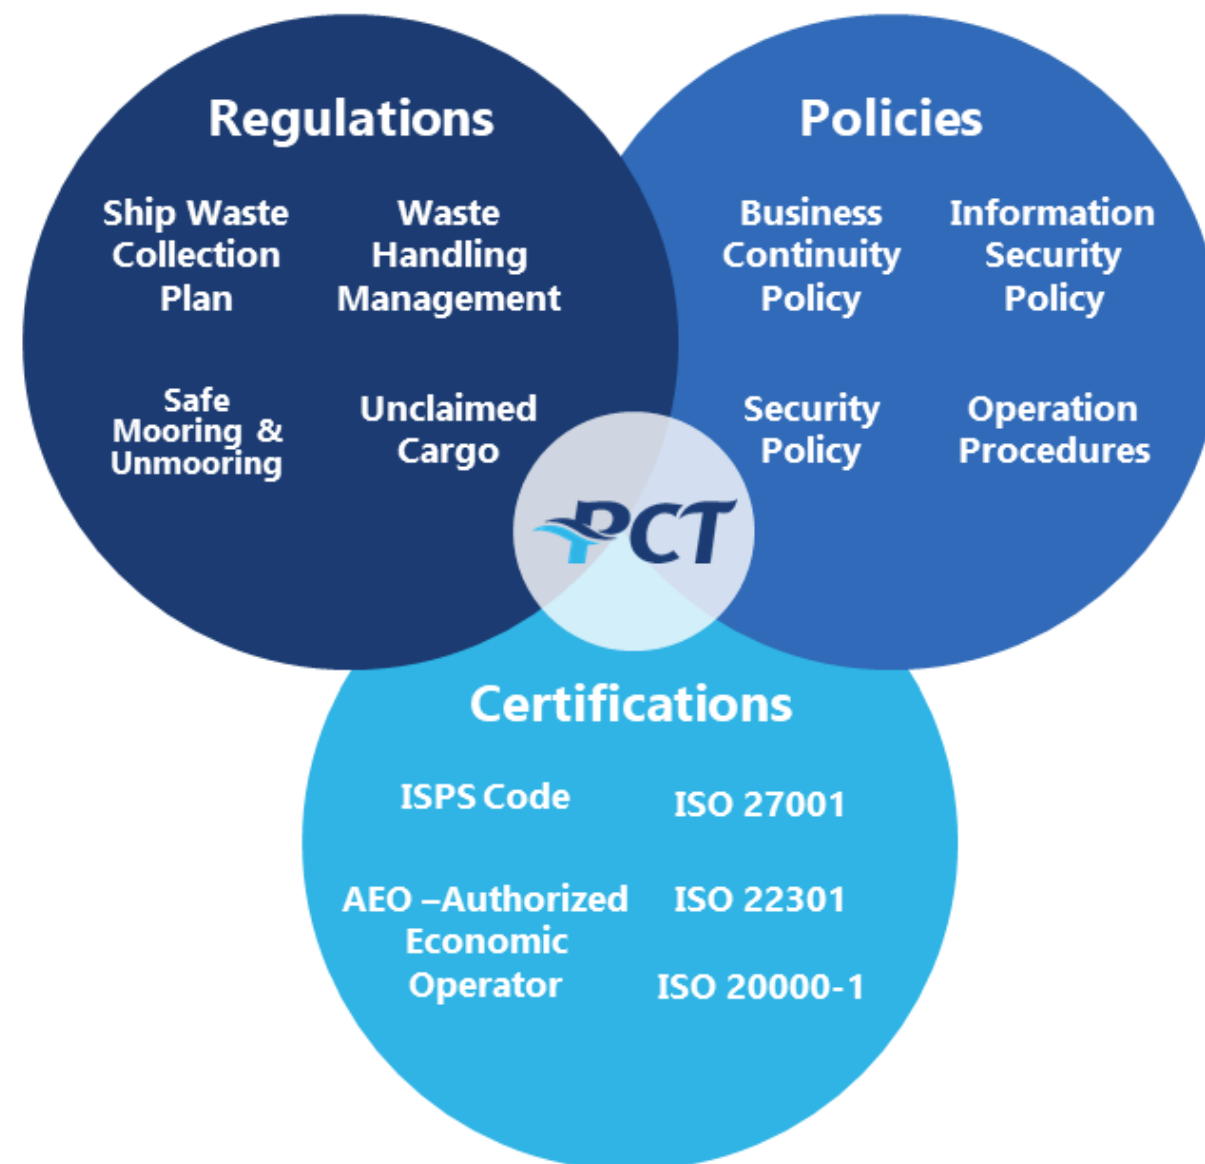 Regulations
Ship Waste
Collection
Plan
Waste
Handling
Management
Safe
Mooring &
Unmooring
Unclaimed
Cargo
Policies
Business
Continuity
Policy
Information
Security
Policy
Security
Policy
Operation
Procedures
PCT
Certifications
ISPS Code
AEO –Authorized
Economic
Operator
ISO 27001
ISO 22301
ISO 20000-1